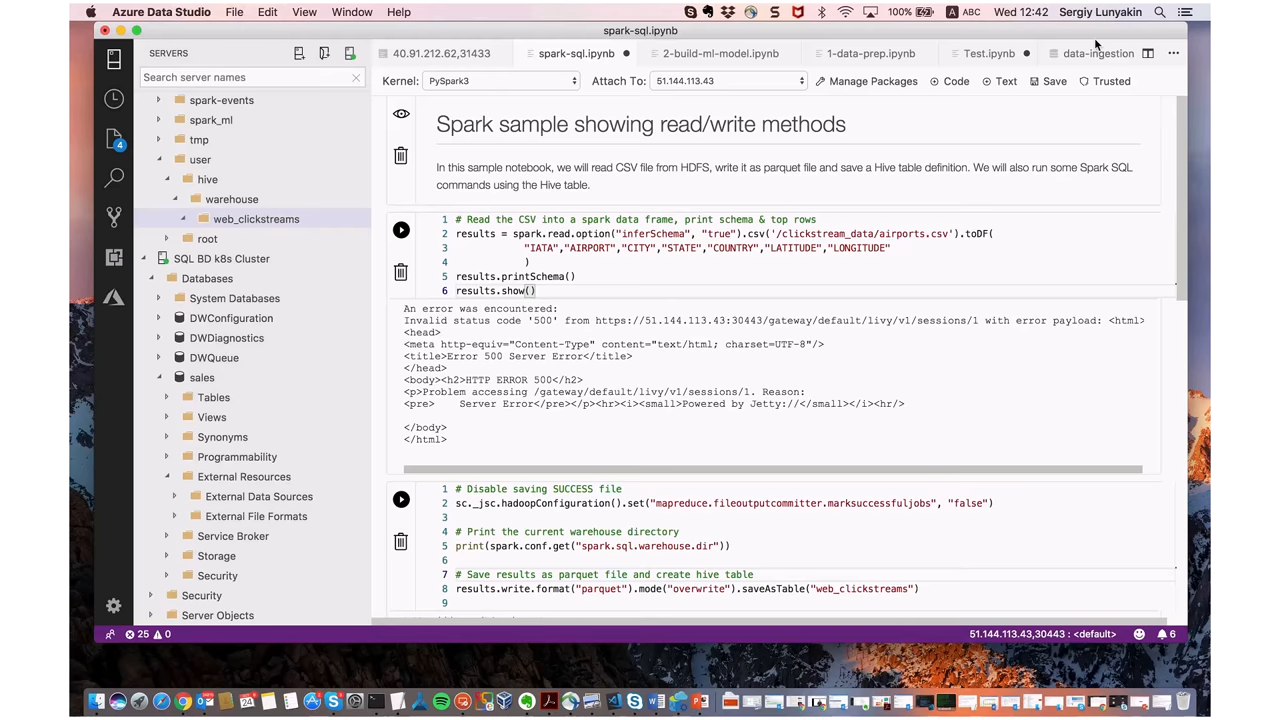 Azure Data Studio File Edit View Window Help
100% ABC Wed 12:42 Sergiy Lunyakin
spark-sql.ipynb
SERVERS
40.91.212.62,31433 spark-sql.ipynb 2-build-ml-model.ipynb 1-data-prep.ipynb Test.ipynb data-ingestion
Search server names
Kernel: PySpark3 Attach To: 51.144.113.43 Manage Packages Code Text Save Trusted
spark-events
spark_ml
tmp
user
hive
warehouse
web_clickstreams
root
SQL BD k8s Cluster
Databases
System Databases
DWConfiguration
DWDiagnostics
DWQueue
sales
Tables
Views
Synonyms
Programmability
External Resources
External Data Sources
External File Formats
Service Broker
Storage
Security
Security
Server Objects
4
Spark sample showing read/write methods
In this sample notebook, we will read CSV file from HDFS, write it as parquet file and save a Hive table definition. We will also run some Spark SQL
commands using the Hive table.
1 # Read the CSV into a spark data frame, print schema & top rows
2 results = spark.read.option("inferSchema", "true").csv('/clickstream_data/airports.csv').toDF(
3 "IATA","AIRPORT","CITY","STATE","COUNTRY","LATITUDE","LONGITUDE"
4 )
5 results.printSchema()
6 results.show()
An error was encountered:
Invalid status code '500' from https://51.144.113.43:30443/gateway/default/livy/v1/sessions/1 with error payload: <html>
<head>
<meta http-equiv="Content-Type" content="text/html; charset=UTF-8"/>
<title>Error 500 Server Error</title>
</head>
<body><h2>HTTP ERROR 500</h2>
<p>Problem accessing /gateway/default/livy/v1/sessions/1. Reason:
<pre>    Server Error</pre></p><hr><i><small>Powered by Jetty://</small></i><hr/>
</body>
</html>
1 # Disable saving SUCCESS file
2 sc._jsc.hadoopConfiguration().set("mapreduce.fileoutputcommitter.marksuccessfuljobs", "false")
3
4 # Print the current warehouse directory
5 print(spark.conf.get("spark.sql.warehouse.dir"))
6
7 # Save results as parquet file and create hive table
8 results.write.format("parquet").mode("overwrite").saveAsTable("web_clickstreams")
9
25 0 51.144.113.43,30443 : <default> 6